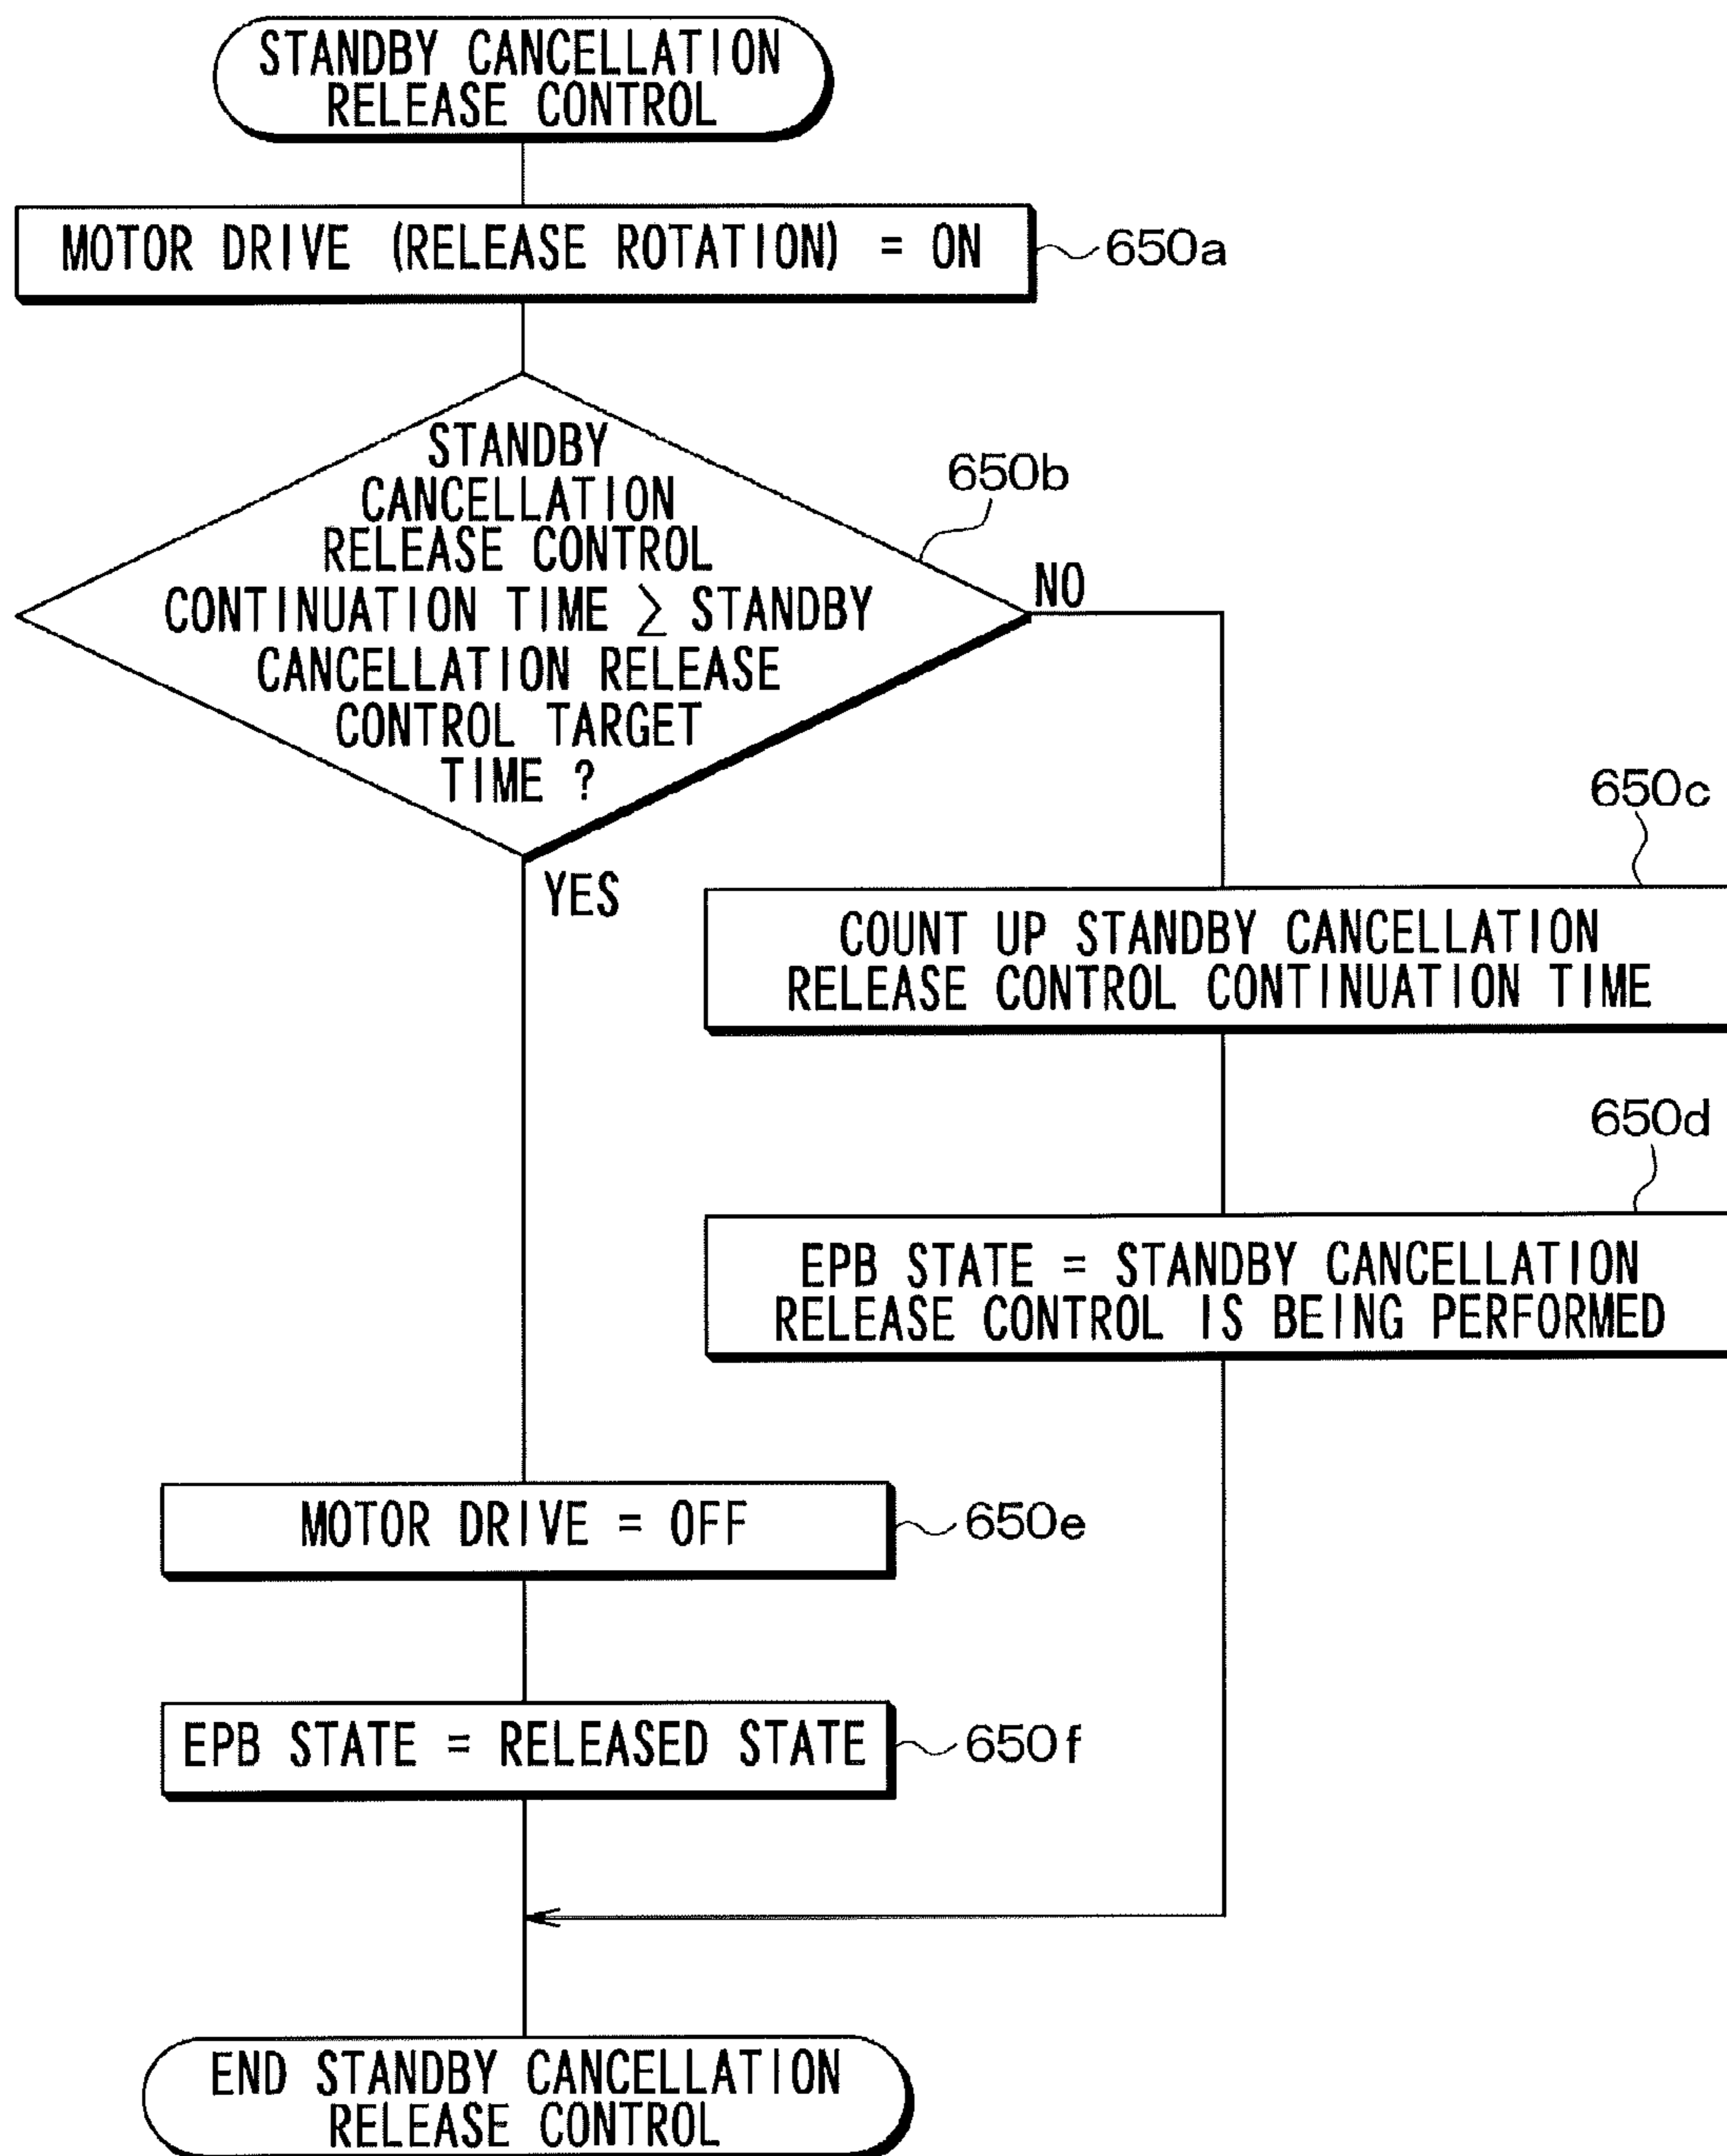 STANDBY CANCELLATION
RELEASE CONTROL
MOTOR DRIVE (RELEASE ROTATION) = ON
650a
STANDBY
CANCELLATION
RELEASE CONTROL
CONTINUATION TIME ≥ STANDBY
CANCELLATION RELEASE
CONTROL TARGET
TIME ?
650b
NO
YES
650c
COUNT UP STANDBY CANCELLATION
RELEASE CONTROL CONTINUATION TIME
650d
EPB STATE = STANDBY CANCELLATION
RELEASE CONTROL IS BEING PERFORMED
MOTOR DRIVE = OFF
650e
EPB STATE = RELEASED STATE
650f
END STANDBY CANCELLATION
RELEASE CONTROL